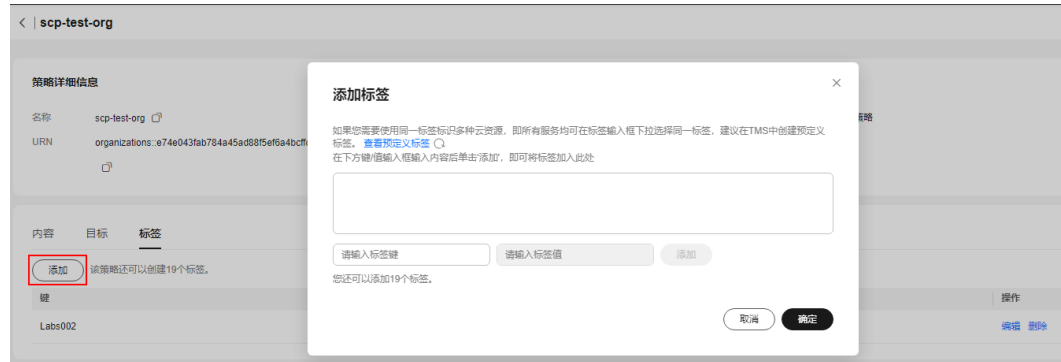 scp-test-org
策略详细信息
名称 scp-test-org
URN organizations::e74e043fab784a45ad88f5ef6a4bcff
内容 目标 标签
添加 该策略还可以创建19个标签。
键 操作
Labs002 编辑 删除
添加标签
如果您需要使用同一标签标识多种云资源，即所有服务均可在标签输入框下拉选择同一标签，建议在TMS中创建预定义
标签。 查看预定义标签
在下方键/值输入框输入内容后单击'添加'，即可将标签加入此处
请输入标签键 请输入标签值 添加
您还可以添加19个标签。
取消 确定